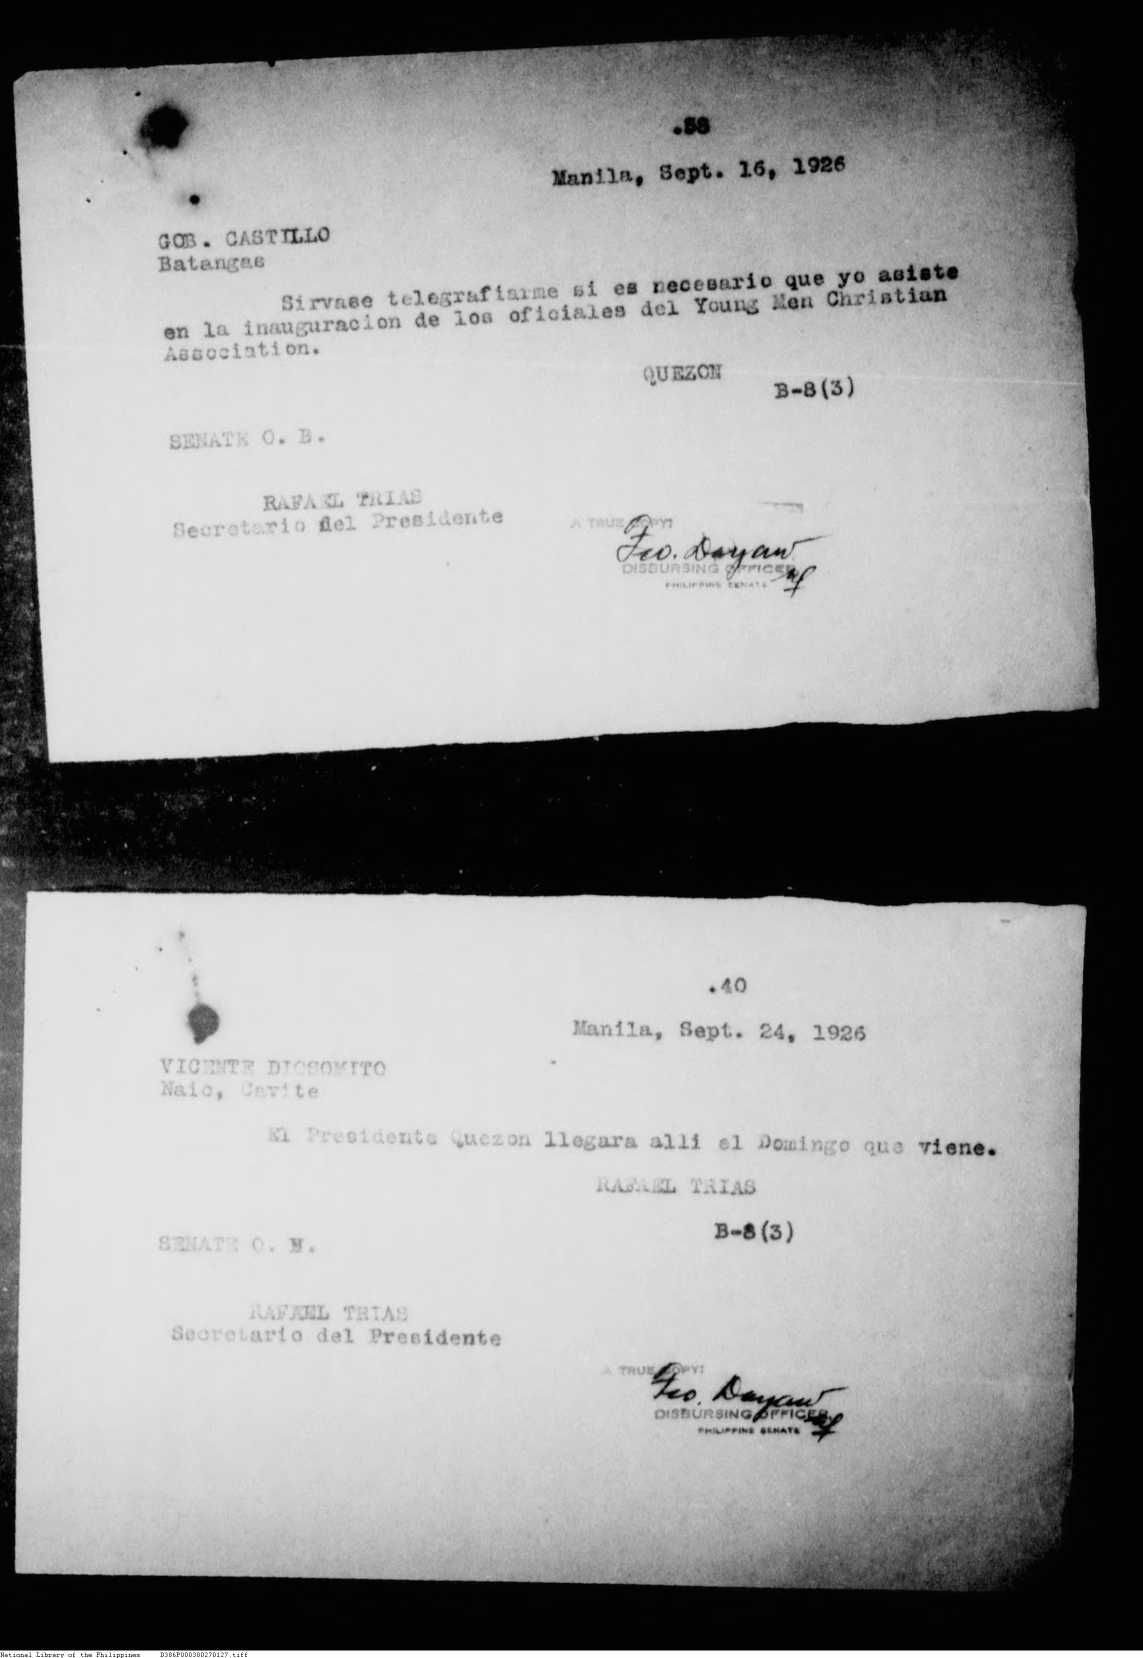 .58
Manila, Sept. 16, 1926
GOB. CASTILLO
Batangas
Sirvase telegrafiarme si es necesario que yo asiste
en la inauguracion de los oficiales del Young Men Christian
Association.
QUEZON
B-8(3)
SENATE O. B.
RAFAEL TRIAS
Secretario del Presidente
A TRUE COPY:
Feo. Dayaw
DISBURSING OFFICER
PHILIPPINE SENATE
.40
Manila, Sept. 24, 1926
VICENTE DIOSOMITO
Naic, Cavite
El Presidente Quezon llegara alli el Domingo que viene.
RAFAEL TRIAS
B-8(3)
SENATE O. B.
RAFAEL TRIAS
Secretario del Presidente
A TRUE COPY:
Feo. Dayaw
DISBURSING OFFICER
PHILIPPINE SENATE
National Library of the Philippines D386P000300270127.tiff